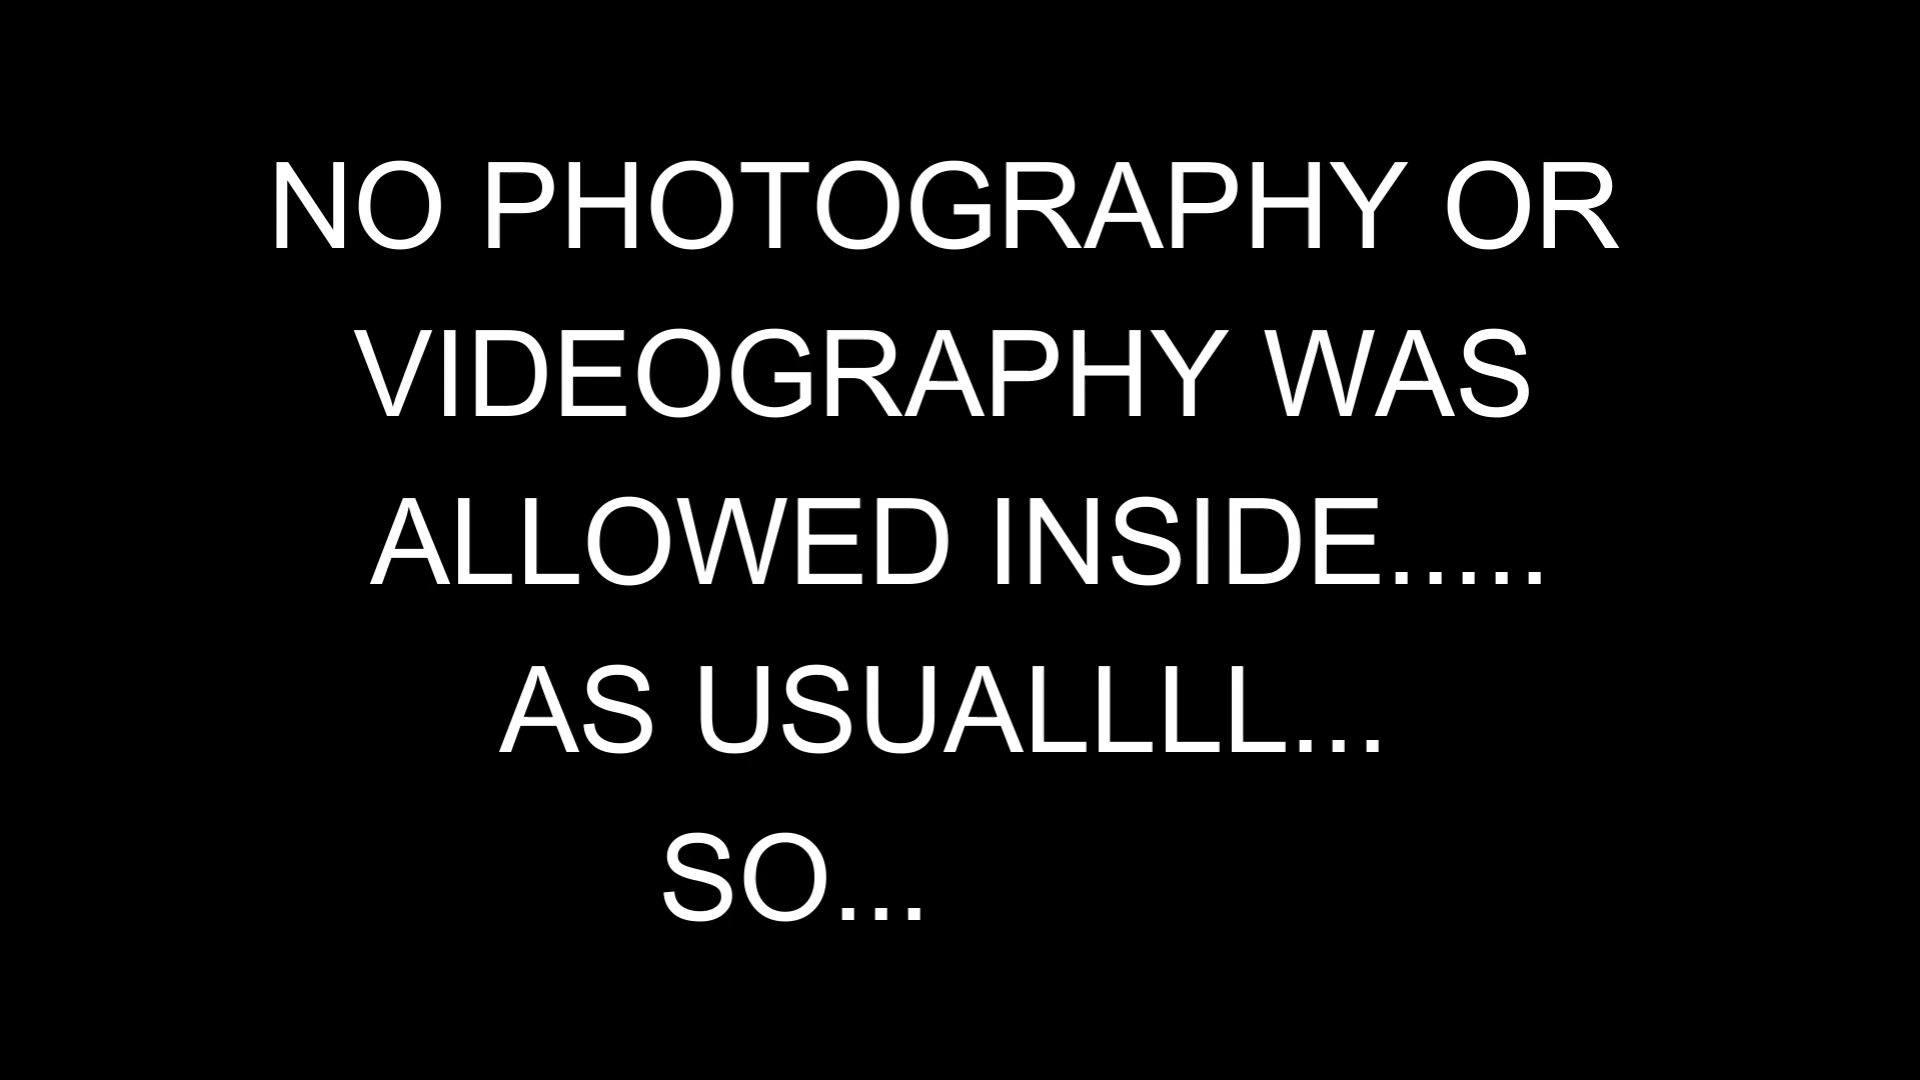 NO PHOTOGRAPHY OR
VIDEOGRAPHY WAS
ALLOWED INSIDE.....
AS USUALLLL...
SO...